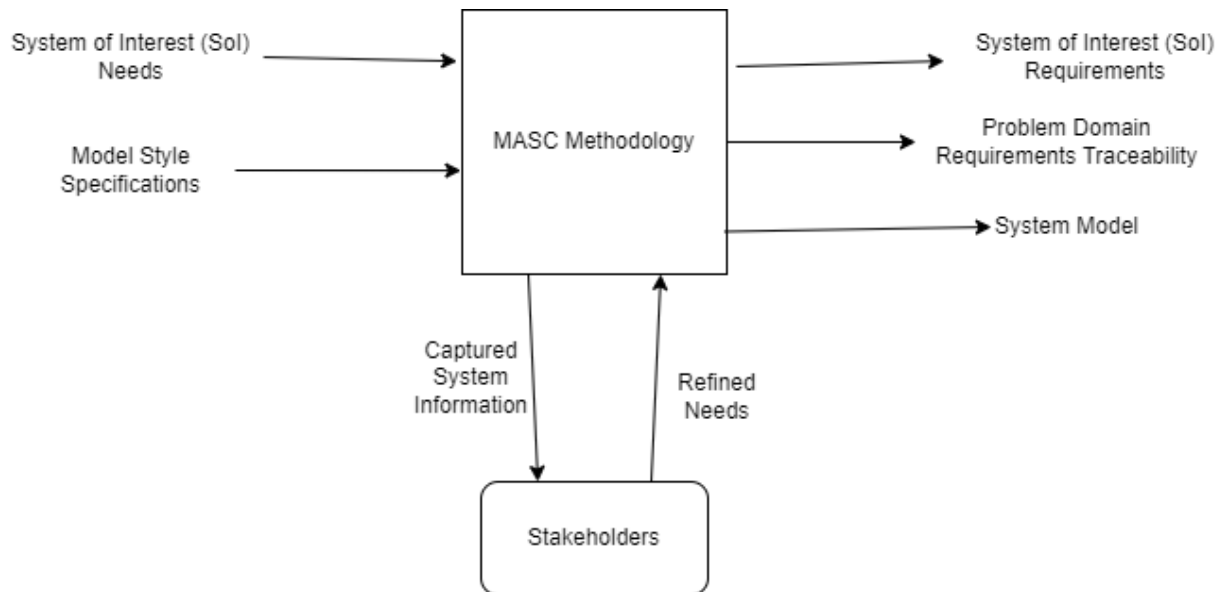 System of Interest (SoI)
Needs
Model Style
Specifications
MASC Methodology
System of Interest (SoI)
Requirements
Problem Domain
Requirements Traceability
System Model
Captured
System
Information
Refined
Needs
Stakeholders